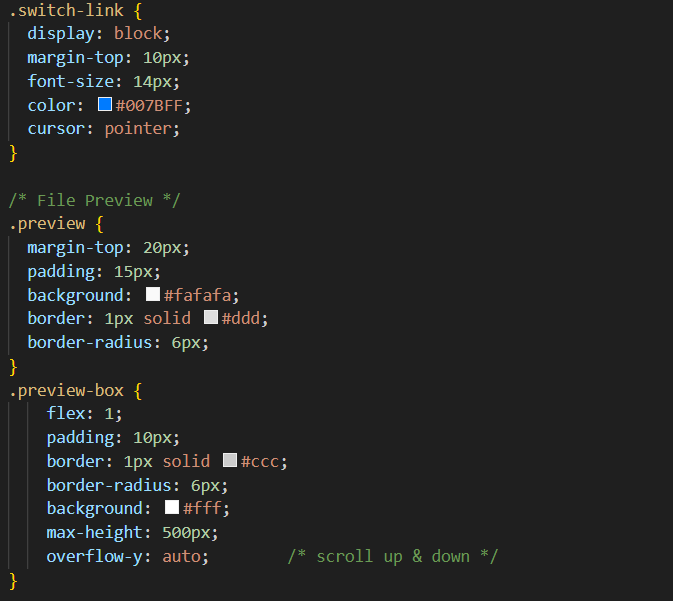 .switch-link {
  display: block;
  margin-top: 10px;
  font-size: 14px;
  color: #007BFF;
  cursor: pointer;
}

/* File Preview */
.preview {
  margin-top: 20px;
  padding: 15px;
  background: #fafafa;
  border: 1px solid #ddd;
  border-radius: 6px;
}
.preview-box {
    flex: 1;
    padding: 10px;
    border: 1px solid #ccc;
    border-radius: 6px;
    background: #fff;
    max-height: 500px;
    overflow-y: auto;        /* scroll up & down */
}